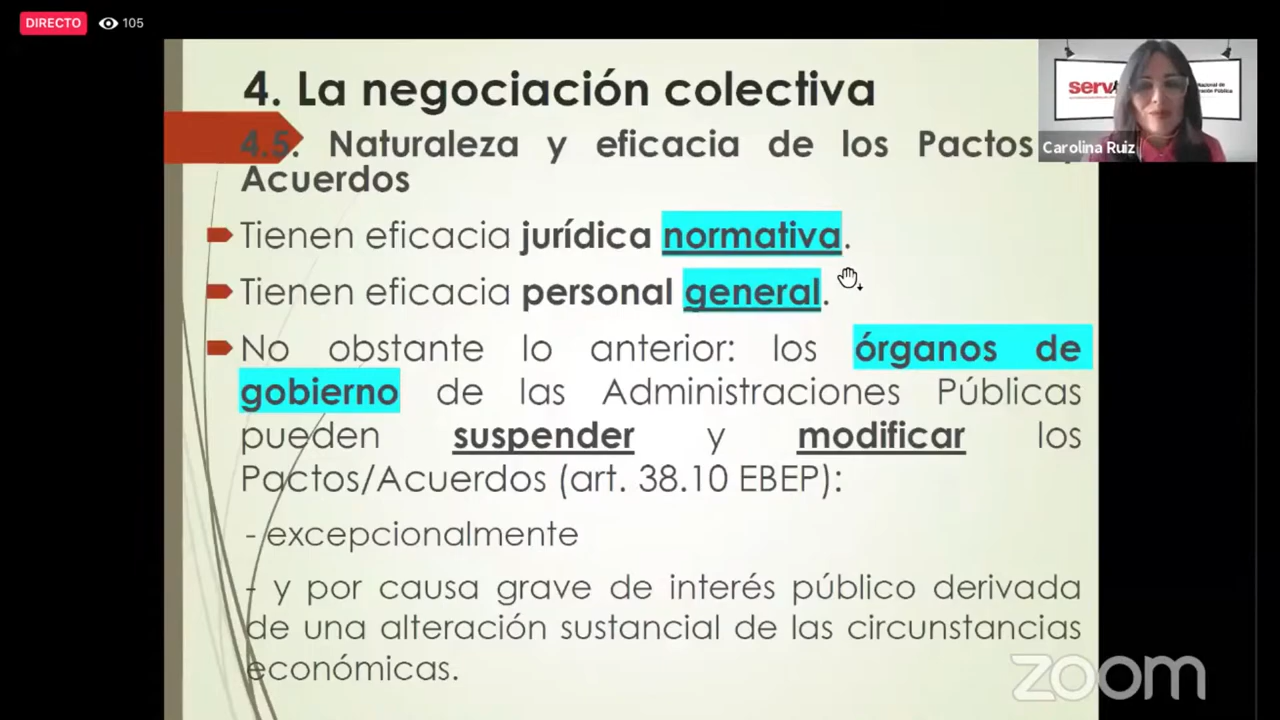 DIRECTO 105
4. La negociación colectiva
4.5. Naturaleza y eficacia de los Pactos
Acuerdos
Tienen eficacia jurídica normativa.
Tienen eficacia personal general.
No obstante lo anterior: los órganos de
gobierno de las Administraciones Públicas
pueden suspender y modificar los
Pactos/Acuerdos (art. 38.10 EBEP):
- excepcionalmente
- y por causa grave de interés público derivada
de una alteración sustancial de las circunstancias
económicas.
Carolina Ruiz
zoom